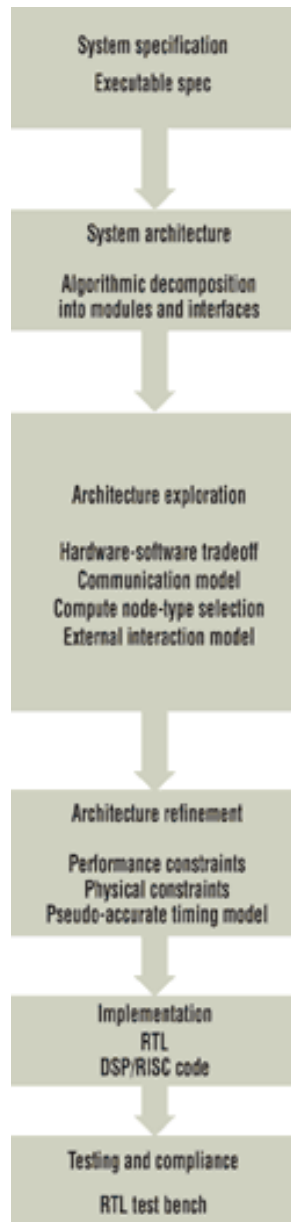 System specification
Executable spec
System architecture
Algorithmic decomposition
into modules and interfaces
Architecture exploration
Hardware-software tradeoff
Communication model
Compute node-type selection
External interaction model
Architecture refinement
Performance constraints
Physical constraints
Pseudo-accurate timing model
Implementation
RTL
DSP/RISC code
Testing and compliance
RTL test bench